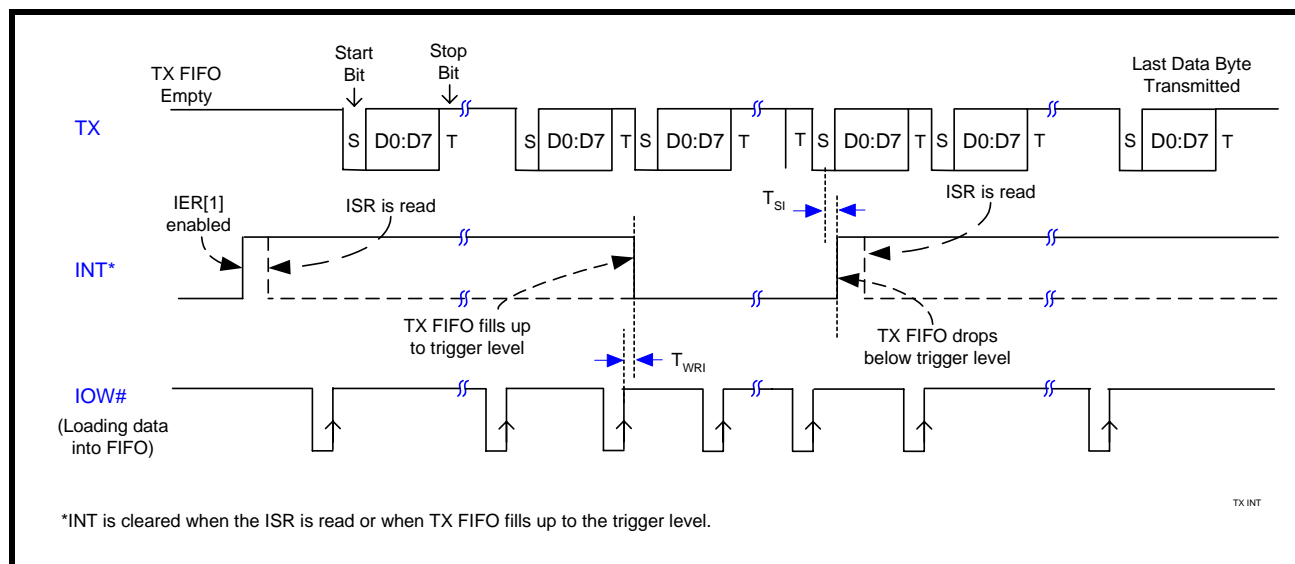 Start
Bit
Stop
Bit
TX FIFO
Empty
Last Data Byte
Transmitted
TX
S D0:D7 T S D0:D7 T S D0:D7 T T S D0:D7 T S D0:D7 T S D0:D7 T
IER[1]
enabled
ISR is read
TSI
ISR is read
INT*
TX FIFO fills up
to trigger level
TX FIFO drops
below trigger level
TWRI
IOW#
(Loading data
into FIFO)
*INT is cleared when the ISR is read or when TX FIFO fills up to the trigger level.
TX INT